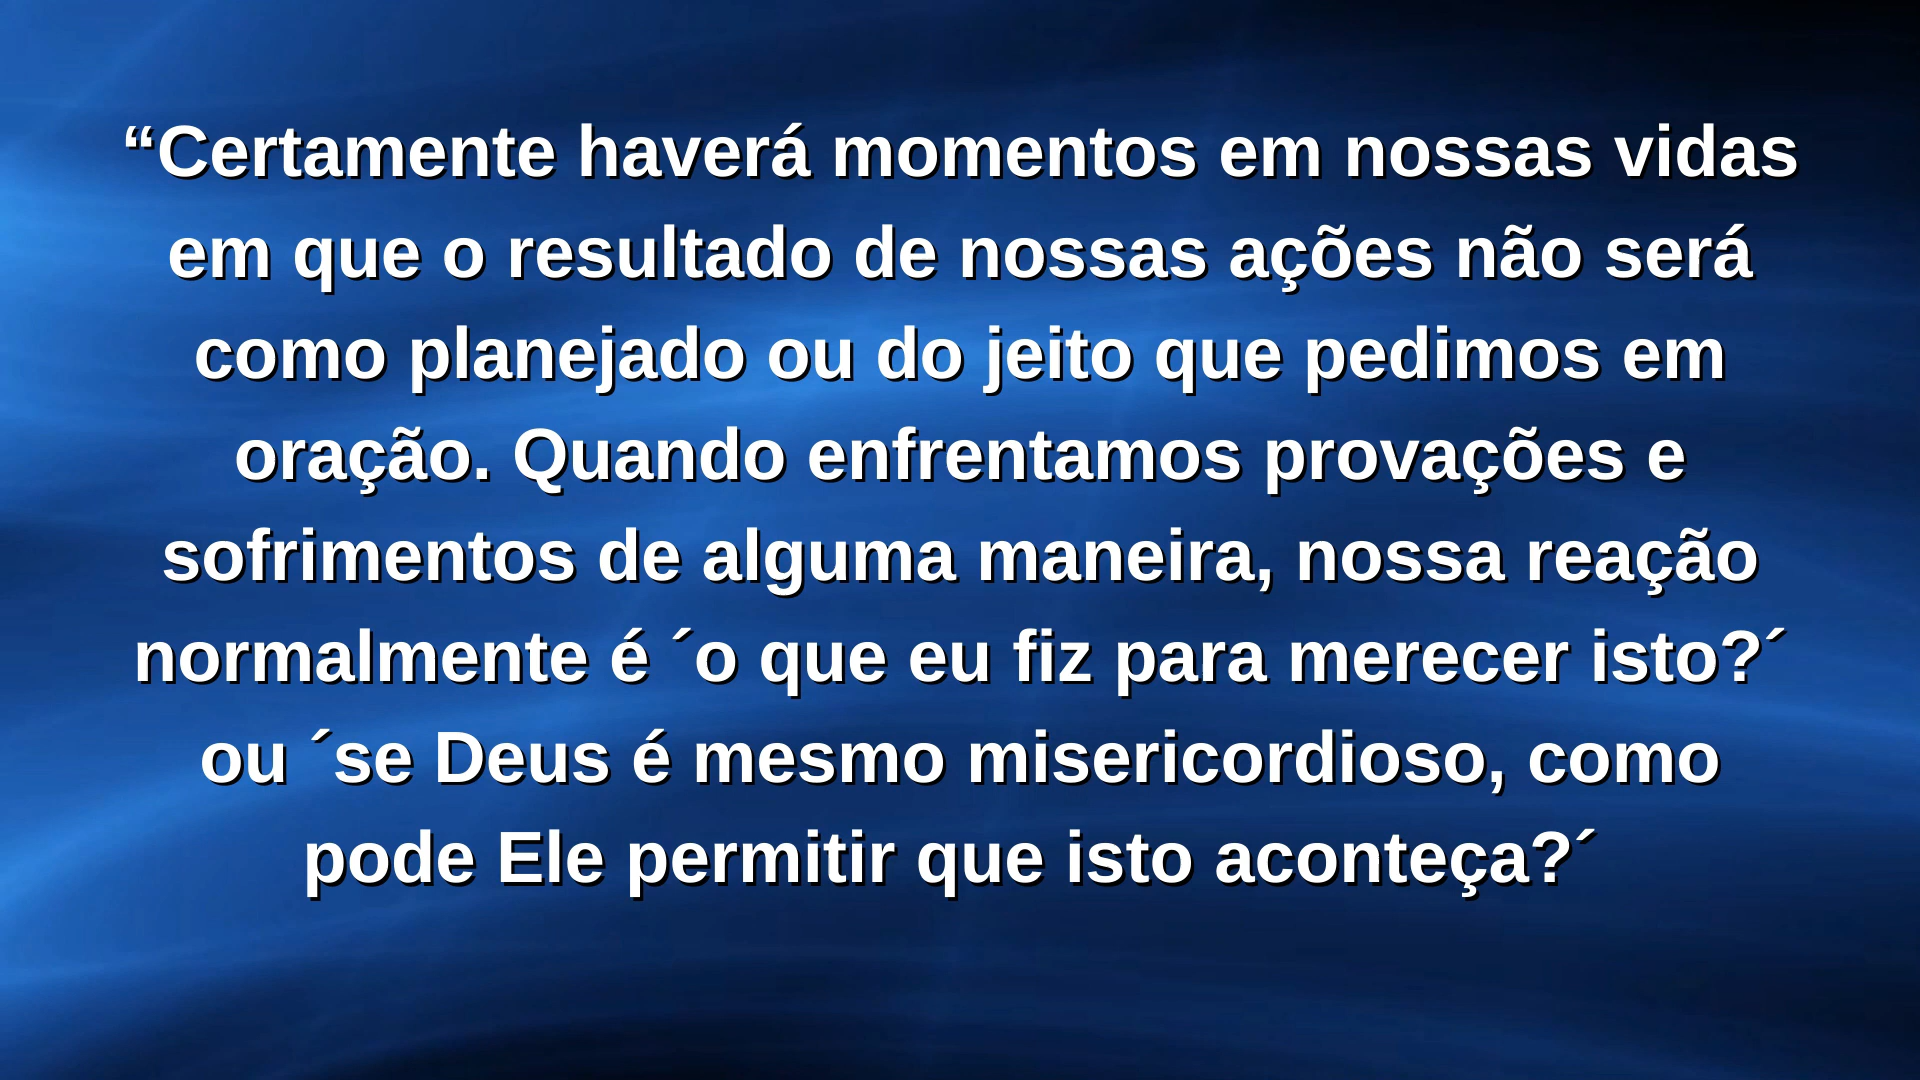 “Certamente haverá momentos em nossas vidas
em que o resultado de nossas ações não será
como planejado ou do jeito que pedimos em
oração. Quando enfrentamos provações e
sofrimentos de alguma maneira, nossa reação
normalmente é ´o que eu fiz para merecer isto?´
ou ´se Deus é mesmo misericordioso, como
pode Ele permitir que isto aconteça?´